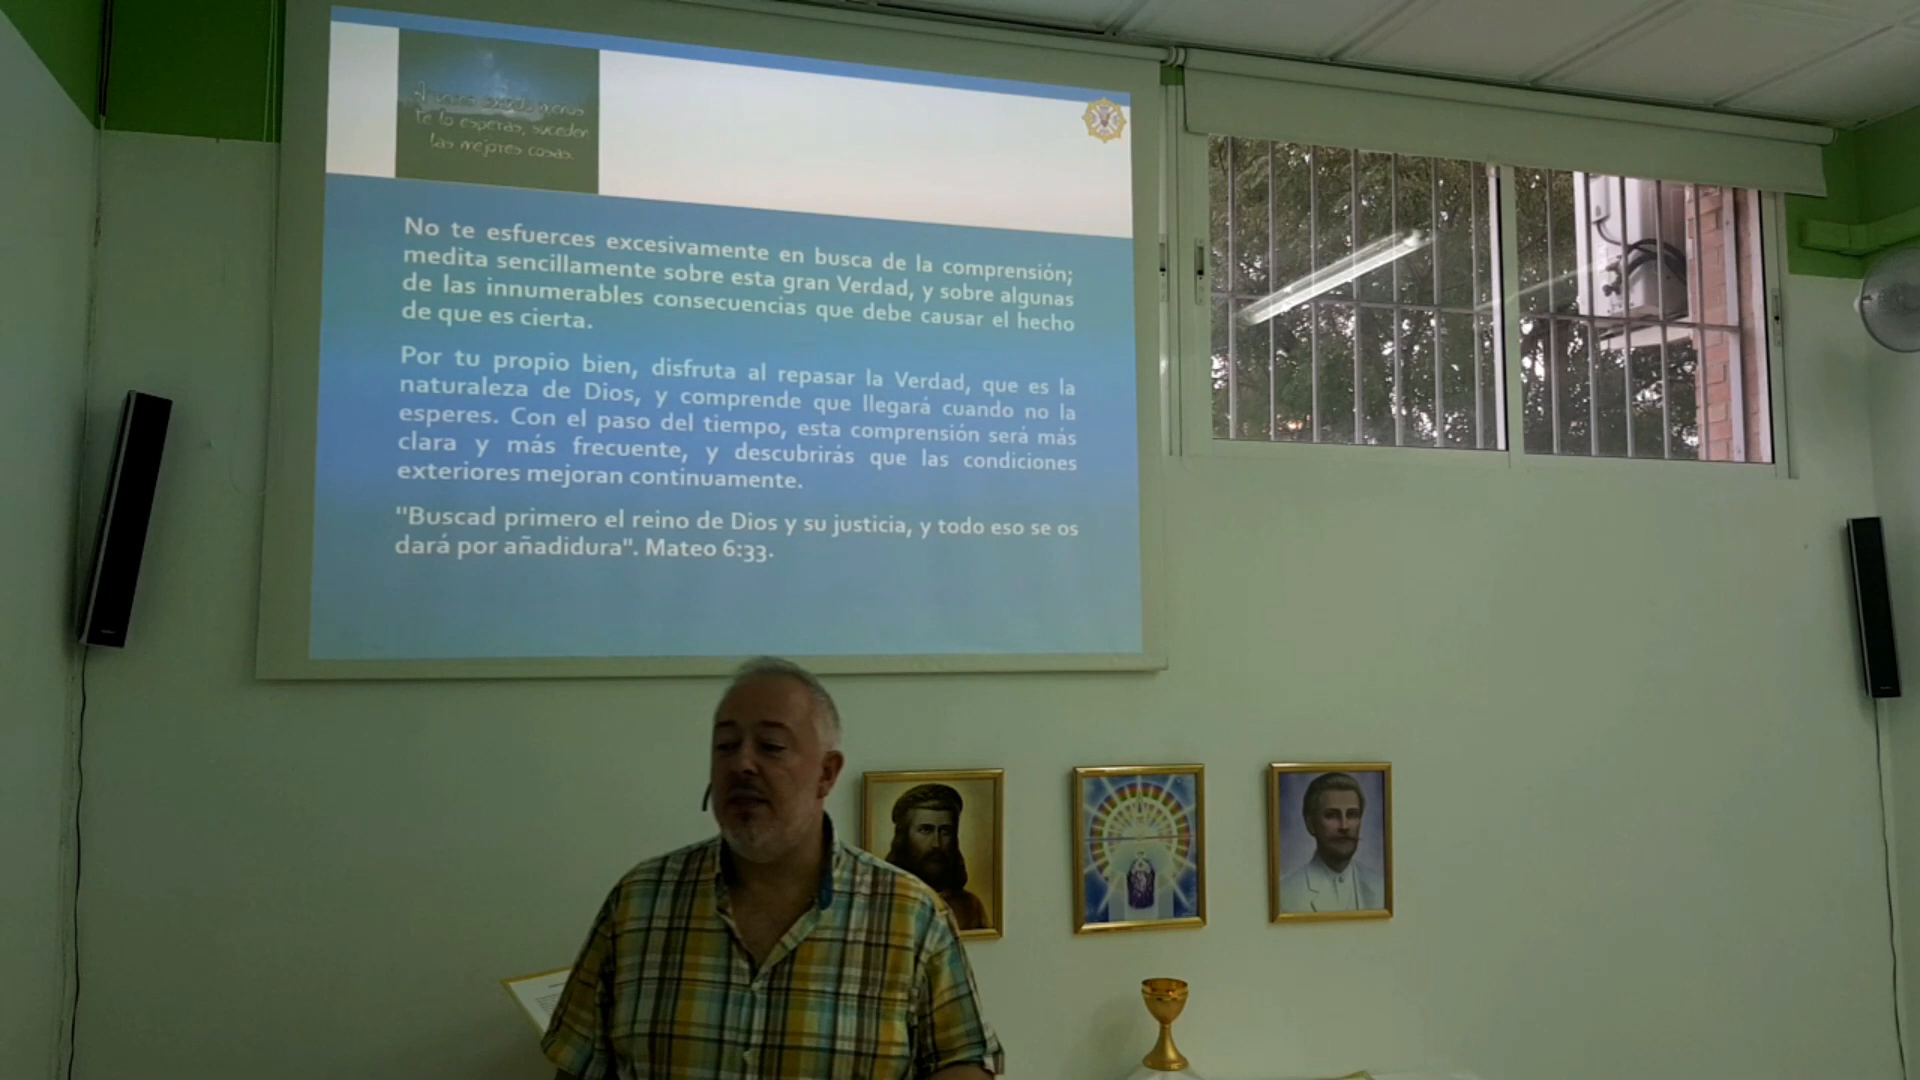 te lo esperas, suceden
las mejores cosas.
No te esfuerces excesivamente en busca de la comprensión;
medita sencillamente sobre esta gran Verdad, y sobre algunas
de las innumerables consecuencias que debe causar el hecho
de que es cierta.
Por tu propio bien, disfruta al repasar la Verdad, que es la
naturaleza de Dios, y comprende que llegará cuando no la
esperes. Con el paso del tiempo, esta comprensión será más
clara y más frecuente, y descubrirás que las condiciones
exteriores mejoran continuamente.
"Buscad primero el reino de Dios y su justicia, y todo eso se os
dará por añadidura". Mateo 6:33.